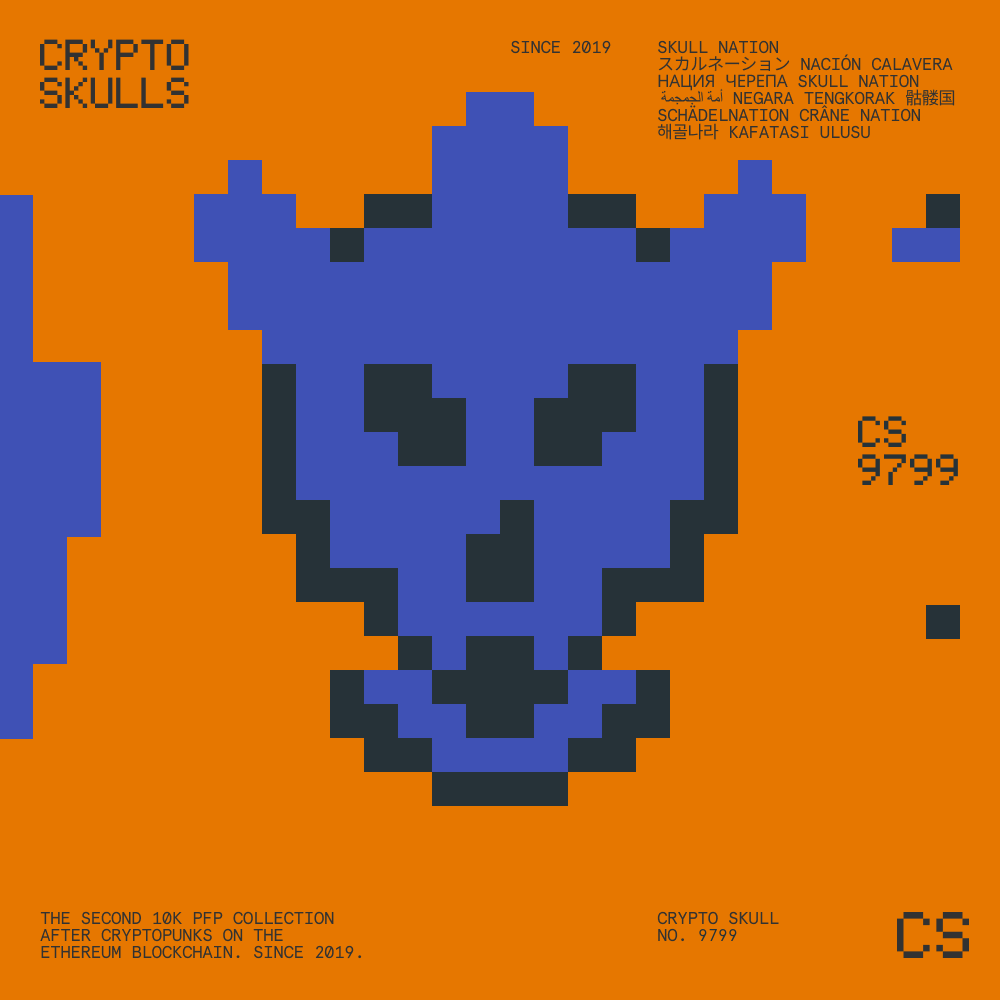 CRYPTO
SKULLS
SINCE 2019
SKULL NATION
スカルネーション NACIÓN CALAVERA
НАЦИЯ ЧЕРЕПА SKULL NATION
أمة الجمجمة NEGARA TENGKORAK 骷髅国
SCHÄDELNATION CRÂNE NATION
해골나라 KAFATASI ULUSU
CS
9799
THE SECOND 10K PFP COLLECTION
AFTER CRYPTOPUNKS ON THE
ETHEREUM BLOCKCHAIN. SINCE 2019.
CRYPTO SKULL
NO. 9799
CS